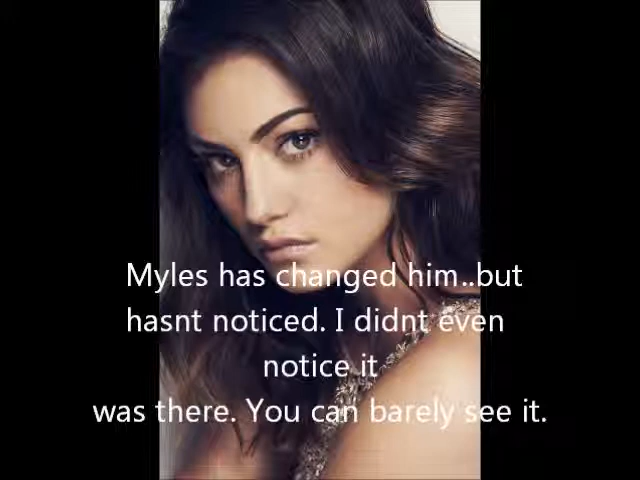 Myles has changed him..but
hasnt noticed. I didnt even
notice it
was there. You can barely see it.